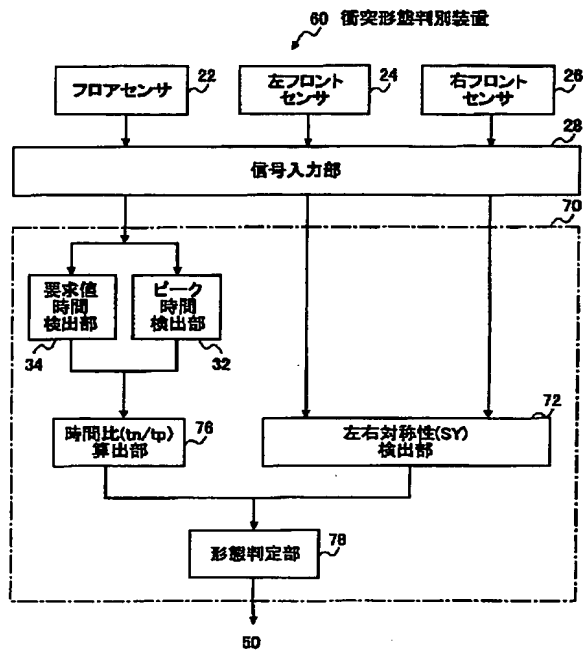 60 衝突形態判別装置
フロアセンサ
22
左フロント
センサ
24
右フロント
センサ
26
28
信号入力部
70
要求値
時間
検出部
34
ピーク
時間
検出部
32
時間比(tn/tp)
算出部
76
72
左右対称性(SY)
検出部
形態判定部
78
50